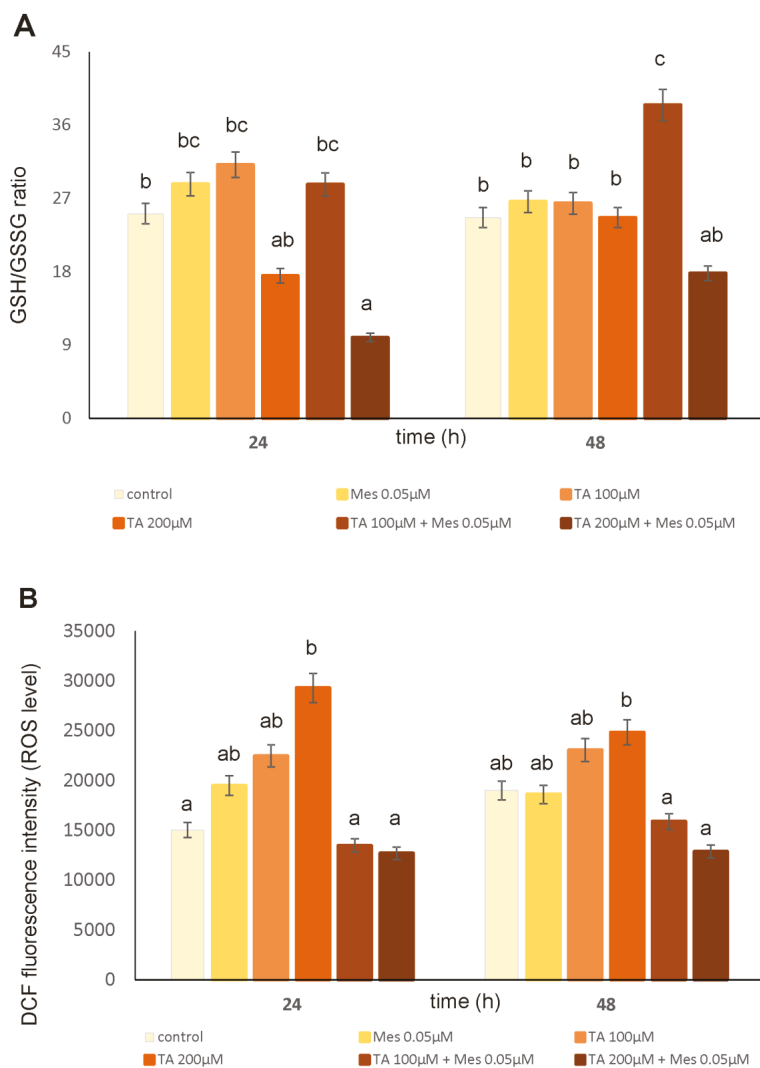 A
45
36
27
18
9
0
GSH/GSSG ratio
b bc bc ab bc a b b b b c ab
24 time (h) 48
control Mes 0.05µM TA 100µM
TA 200µM TA 100µM + Mes 0.05µM TA 200µM + Mes 0.05µM
B
35000
30000
25000
20000
15000
10000
5000
0
DCF fluorescence intensity (ROS level)
a ab ab b a a ab ab ab b a a
24 time (h) 48
control Mes 0.05µM TA 100µM
TA 200µM TA 100µM + Mes 0.05µM TA 200µM + Mes 0.05µM